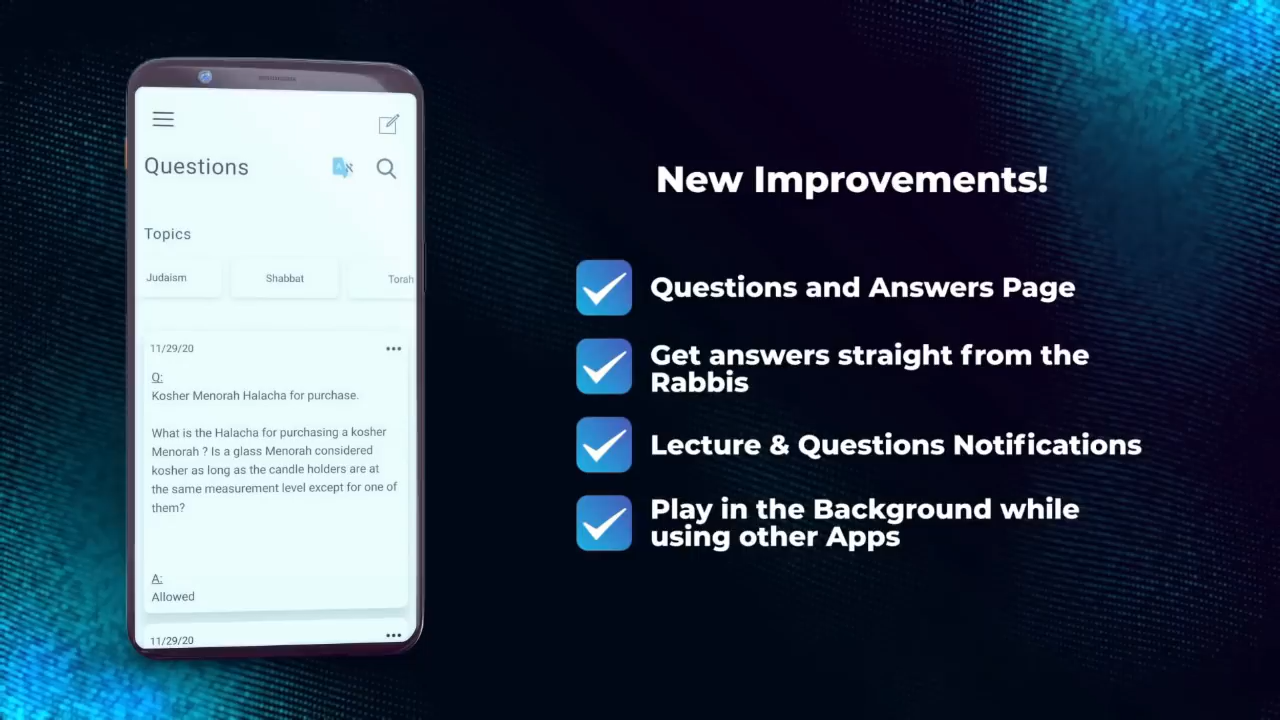 Questions
Topics
Judaism
Shabbat
Torah
11/29/20
Q:
Kosher Menorah Halacha for purchase.
What is the Halacha for purchasing a kosher
Menorah ? Is a glass Menorah considered
kosher as long as the candle holders are at
the same measurement level except for one of
them?
A:
Allowed
11/29/20
New Improvements!
Questions and Answers Page
Get answers straight from the
Rabbis
Lecture & Questions Notifications
Play in the Background while
using other Apps